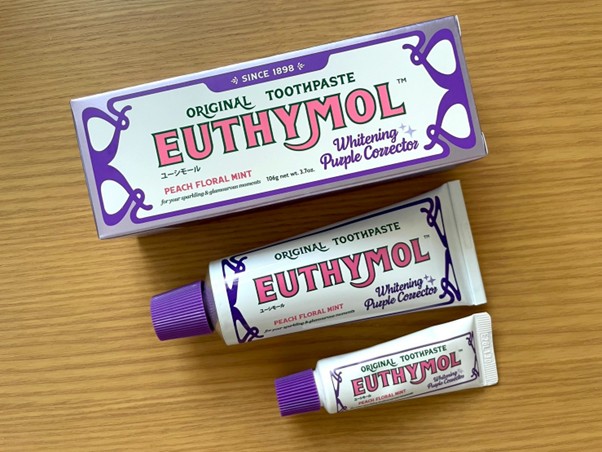 SINCE 1898
ORIGINAL TOOTHPASTE
EUTHYMOL™
ユーシモール
Whitening
Purple Corrector
PEACH FLORAL MINT
106g net wt. 3.7oz.
for your sparkling & glamourous moments
ORIGINAL TOOTHPASTE
EUTHYMOL™
ユーシモール
Whitening
Purple Corrector
PEACH FLORAL MINT
for your sparkling & glamourous moments
ORIGINAL TOOTHPASTE
EUTHYMOL
ユーシモール
Whitening
Purple Corrector
PEACH FLORAL MINT